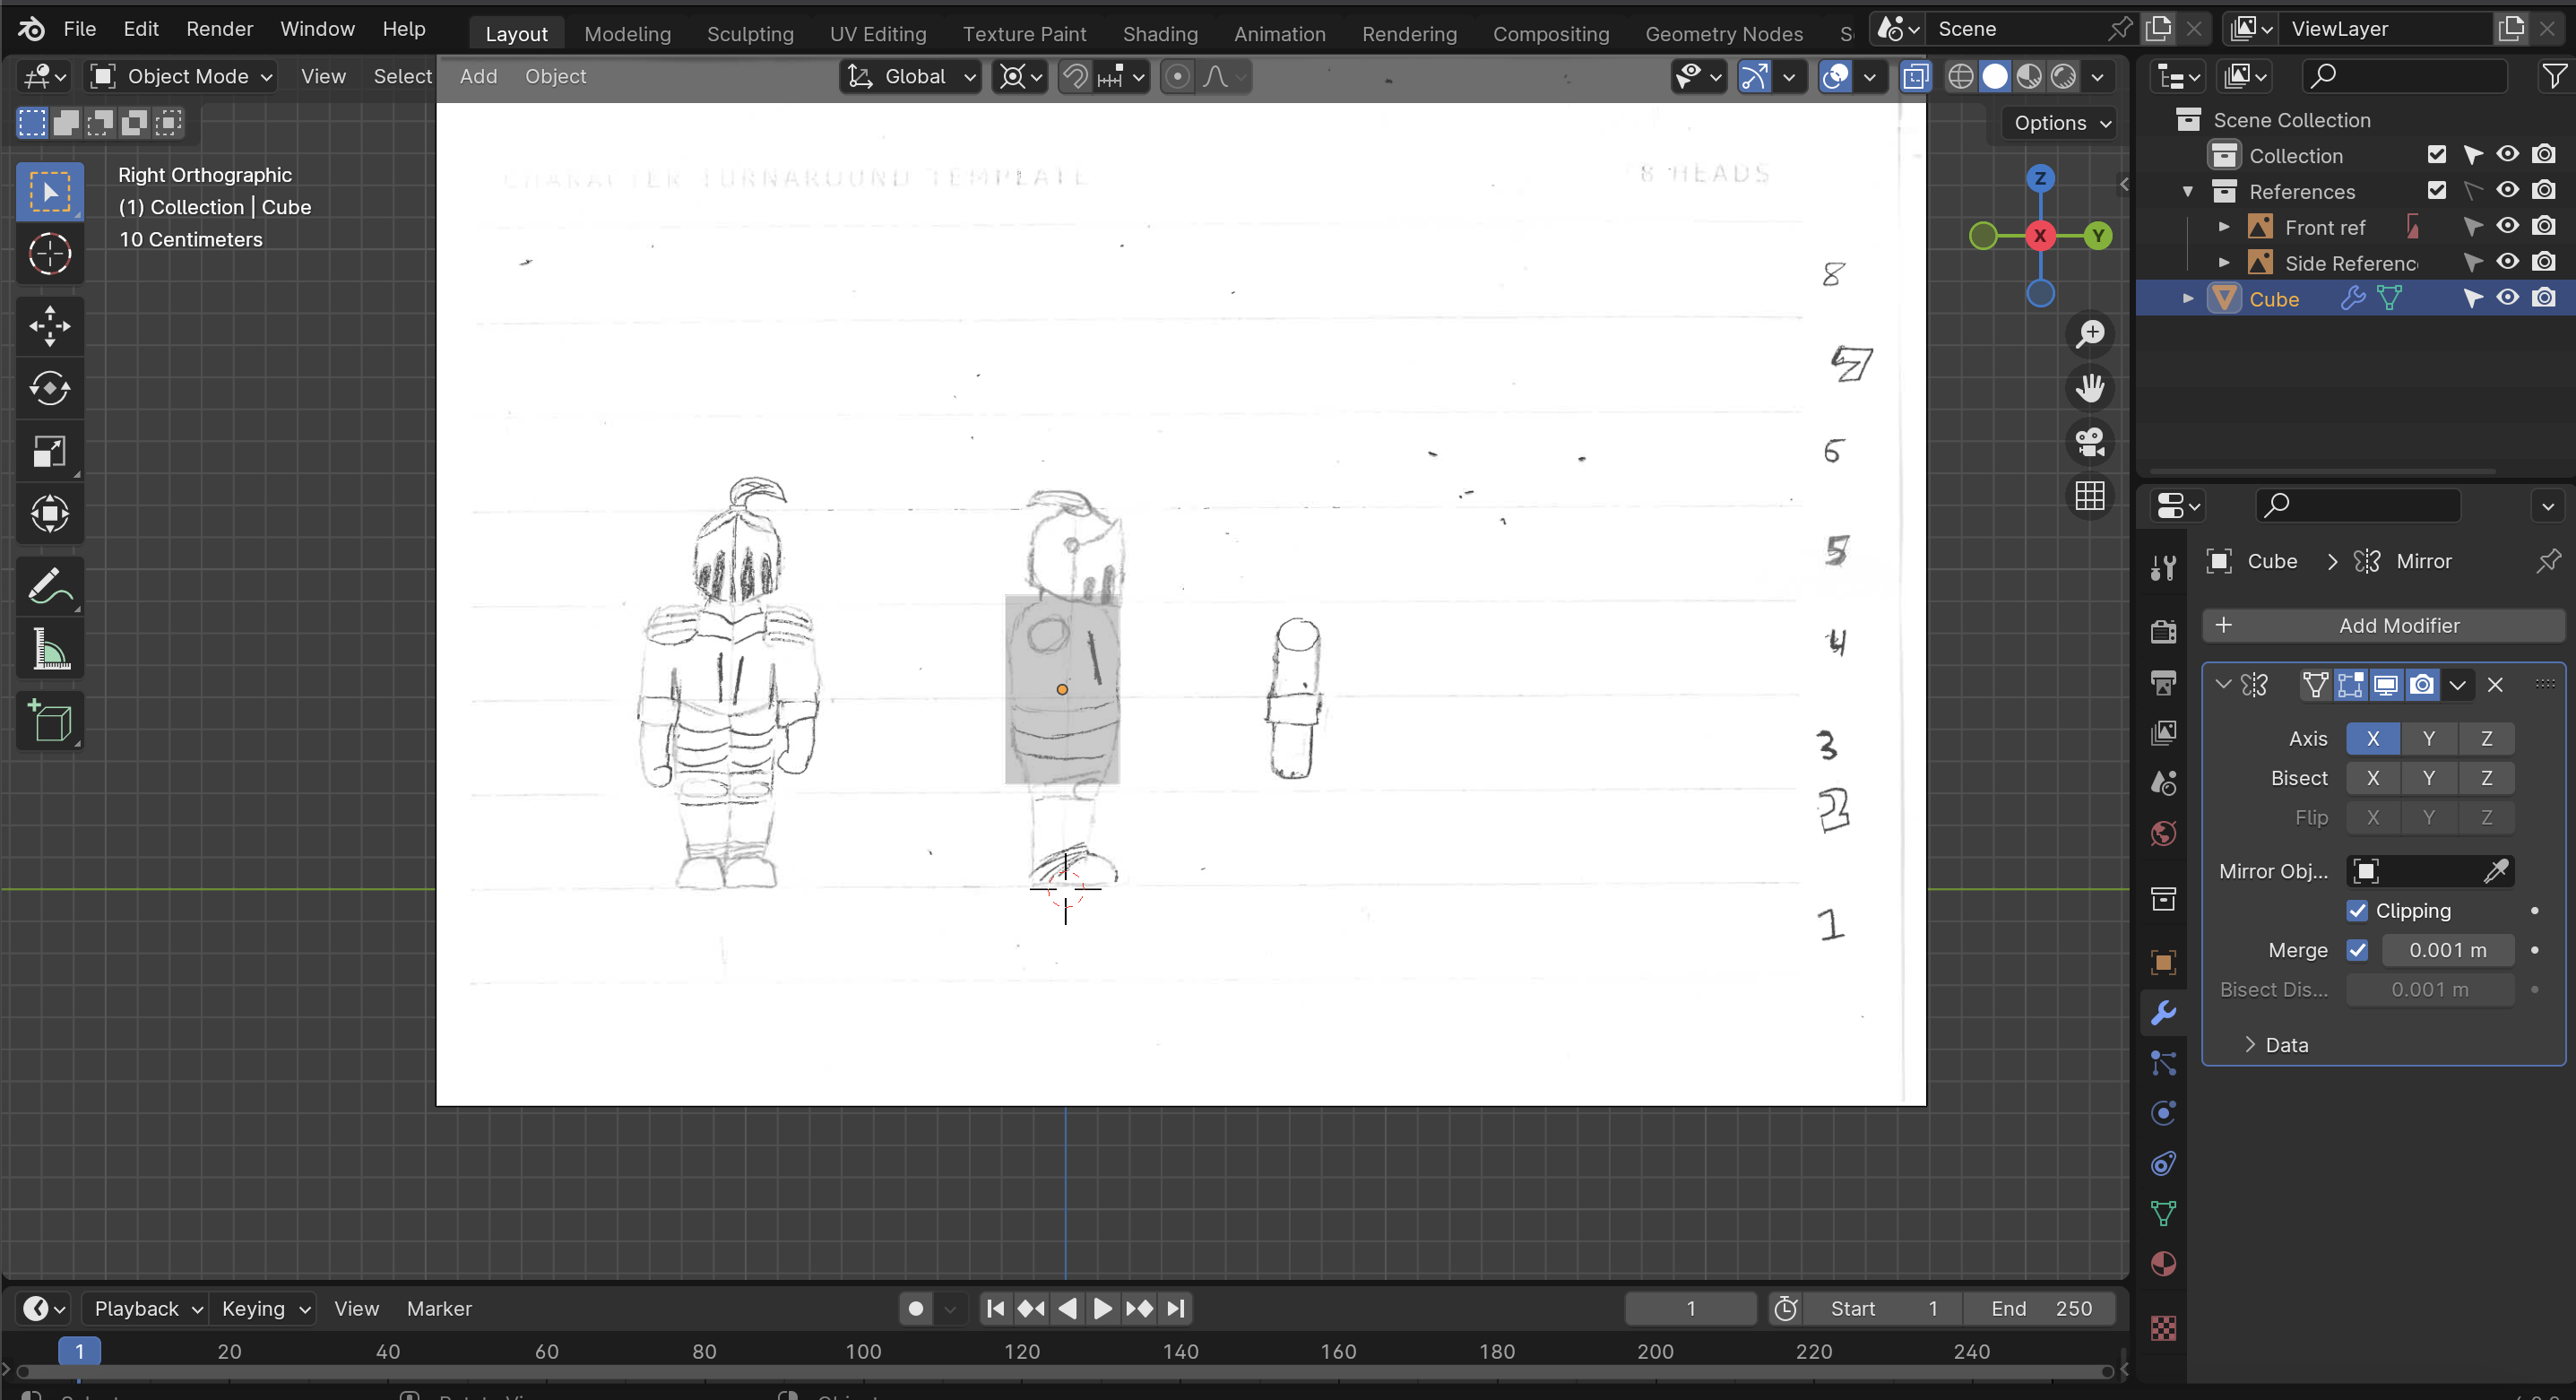 File Edit Render Window Help Layout Modeling Sculpting UV Editing Texture Paint Shading Animation Rendering Compositing Geometry Nodes Scene ViewLayer
Object Mode View Select Add Object Global
Options
Right Orthographic
(1) Collection | Cube
10 Centimeters
CHARACTER TURNAROUND TEMPLATE 8 HEADS
8
7
6
5
4
3
2
1
Z
X
Y
Scene Collection
Collection
References
Front ref
Side Referenc
Cube
Cube > Mirror
+ Add Modifier
Axis X Y Z
Bisect X Y Z
Flip X Y Z
Mirror Obj...
Clipping
Merge 0.001 m
Bisect Dis... 0.001 m
> Data
Playback Keying View Marker 1 Start 1 End 250
1 20 40 60 80 100 120 140 160 180 200 220 240